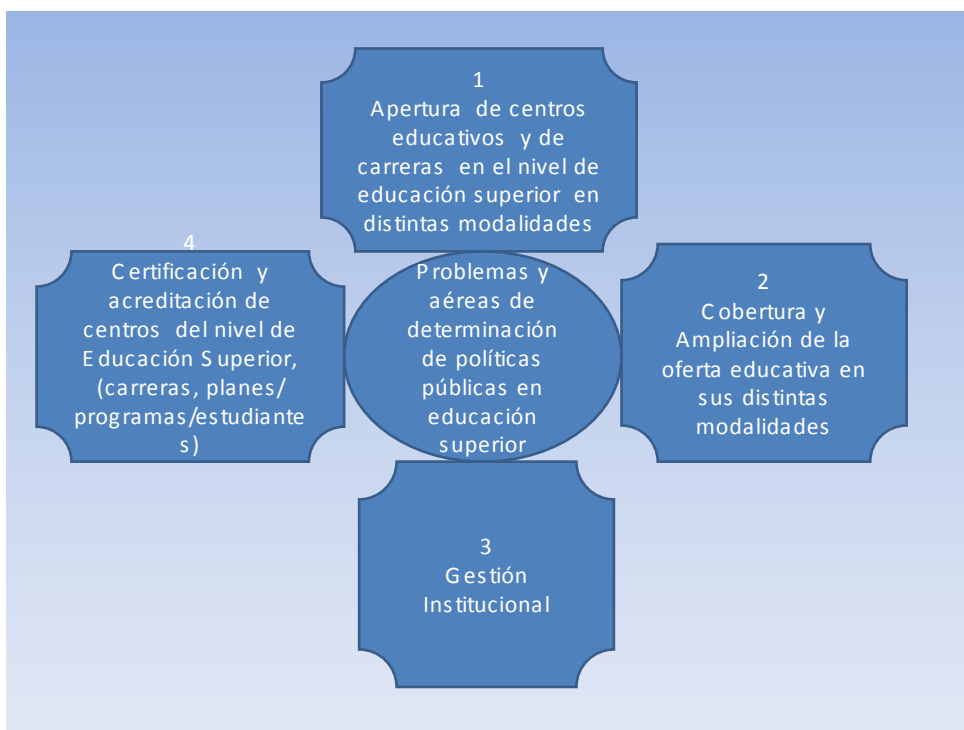 1
Apertura de centros
educativos y de
carreras en el nivel de
educación superior en
distintas modalidades
4
Certificación y
acreditación de
centros del nivel de
Educación Superior,
(carreras, planes/
programas/estudiante
s)
Problemas y
aéreas de
determinación
de políticas
públicas en
educación
superior
2
Cobertura y
Ampliación de la
oferta educativa en
sus distintas
modalidades
3
Gestión
Institucional